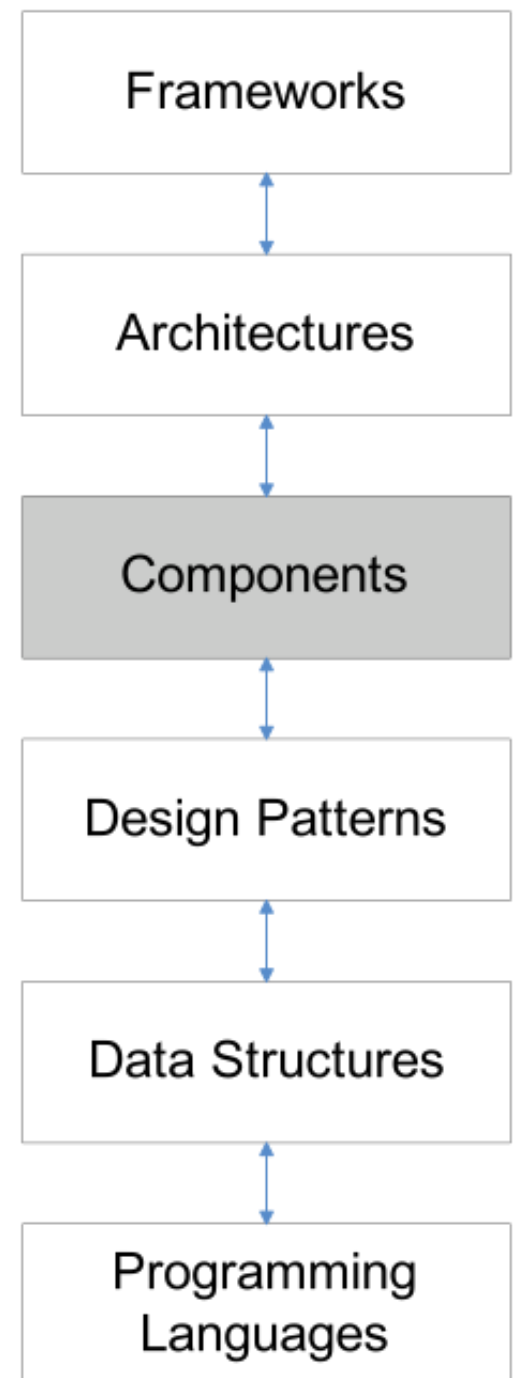 Frameworks
Architectures
Components
Design Patterns
Data Structures
Programming
Languages